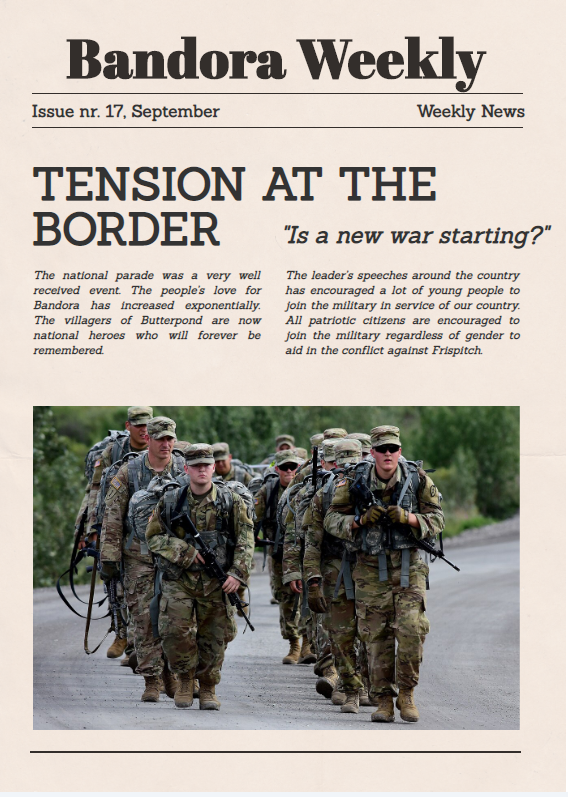 Bandora Weekly
Issue nr. 17, September
Weekly News
TENSION AT THE
BORDER
"Is a new war starting?"
The national parade was a very well
received event. The people's love for
Bandora has increased exponentially.
The villagers of Butterpond are now
national heroes who will forever be
remembered.
The leader's speeches around the country
has encouraged a lot of young people to
join the military in service of our country.
All patriotic citizens are encouraged to
join the military regardless of gender to
aid in the conflict against Frispitch.